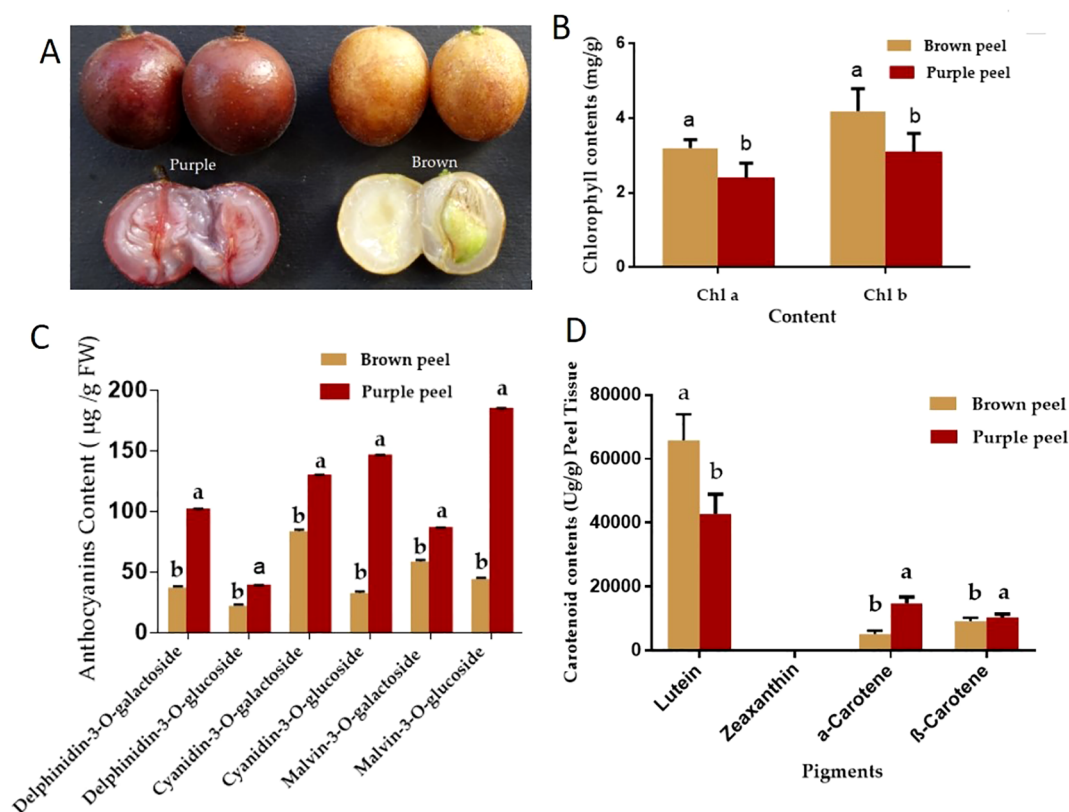 A
Purple
Brown
B
Chlorophyll contents (mg/g)
6
4
2
0
Brown peel
Purple peel
a
b
a
b
Chl a
Chl b
Content
C
Anthocyanins Content ( µg /g FW)
200
150
100
50
0
Brown peel
Purple peel
b
a
b
a
b
a
b
a
b
a
b
a
Delphinidin-3-O-galactoside
Delphinidin-3-O-glucoside
Cyanidin-3-O-galactoside
Cyanidin-3-O-glucoside
Malvin-3-O-galactoside
Malvin-3-O-glucoside
D
Carotenoid contents (Ug/g) Peel Tissue
80000
60000
40000
20000
0
Brown peel
Purple peel
a
b
b
a
b
a
Lutein
Zeaxanthin
a-Carotene
ß-Carotene
Pigments